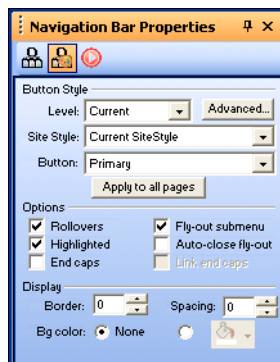 Navigation Bar Properties
Button Style
Level: Current Advanced...
Site Style: Current SiteStyle
Button: Primary
Apply to all pages
Options
Rollovers Fly-out submenu
Highlighted Auto-close fly-out
End caps Link end caps
Display
Border: 0 Spacing: 0
Bg color: None